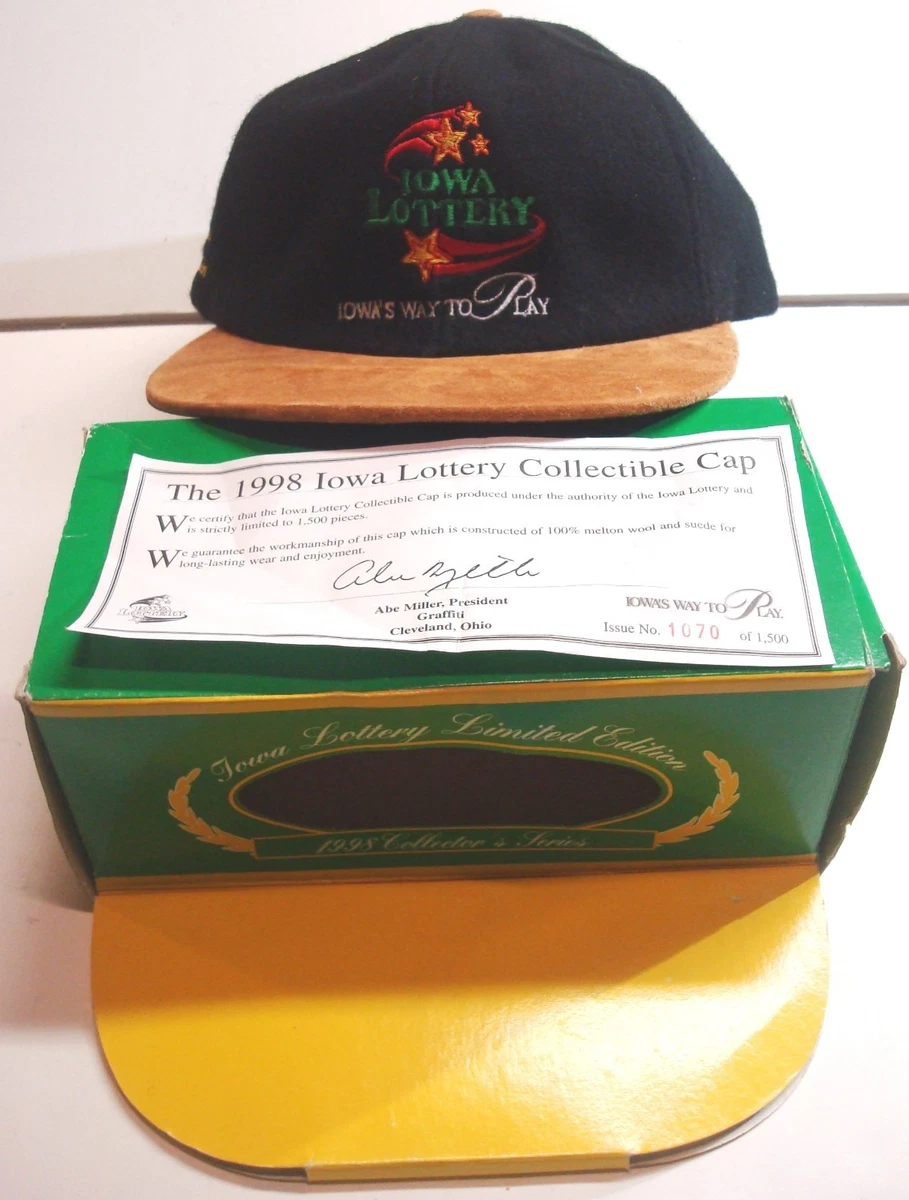 IOWA
LOTTERY
IOWA'S WAY TO PLAY
The 1998 Iowa Lottery Collectible Cap
We certify that the Iowa Lottery Collectible Cap is produced under the authority of the Iowa Lottery and
is strictly limited to 1,500 pieces.
We guarantee the workmanship of this cap which is constructed of 100% melton wool and suede for
long-lasting wear and enjoyment.
Abe Miller, President
Graffiti
Cleveland, Ohio
IOWA
LOTTERY
IOWA'S WAY TO PLAY.
Issue No. 1070 of 1,500
Iowa Lottery Limited Edition
1998 Collector's Series